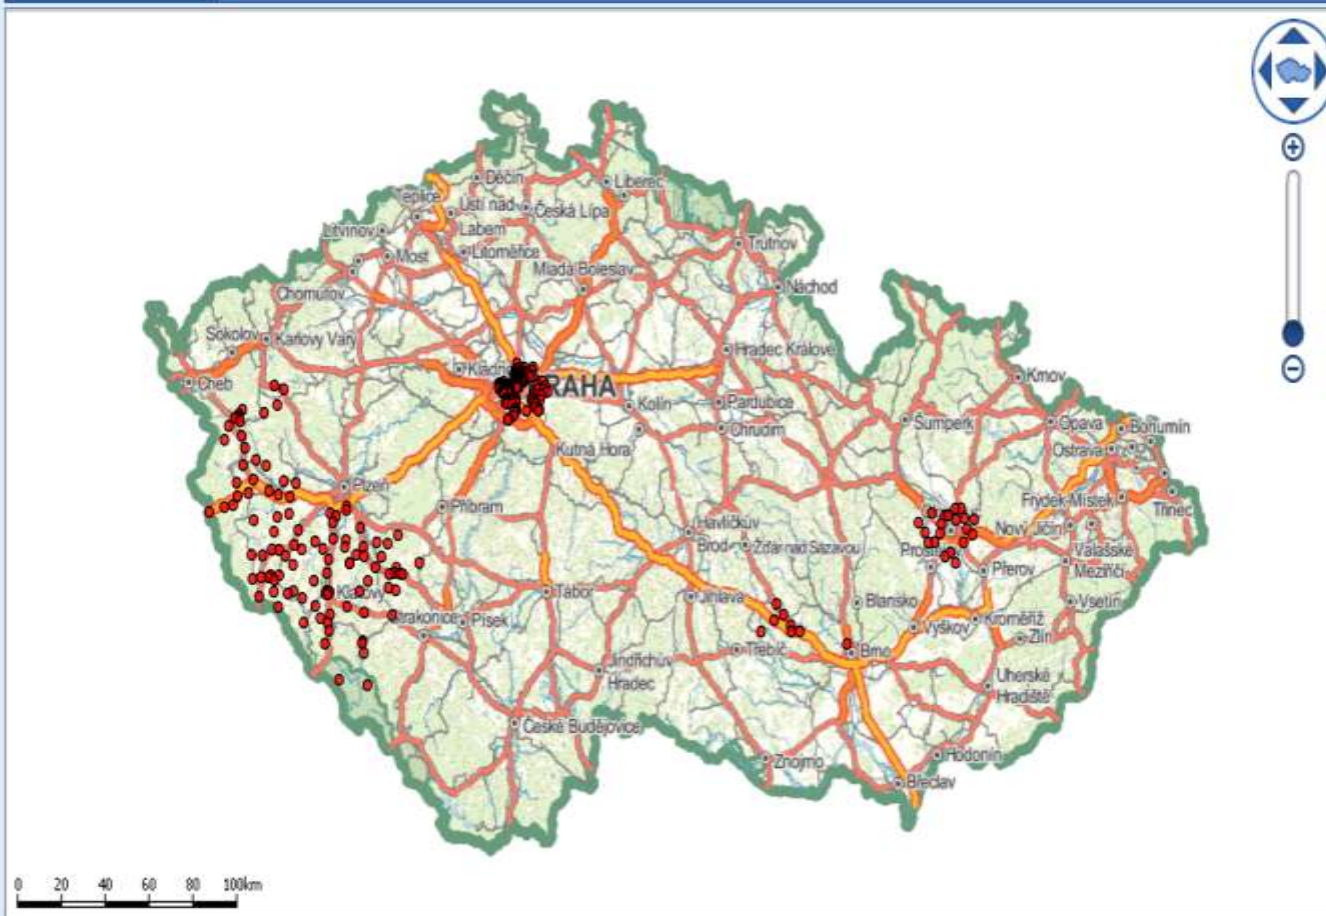 Děčín
Liberec
Teplice
Ústí nad
Labem
Česká Lípa
Litvínov
Litoměřice
Most
Trutnov
Mladá Boleslav
Chomutov
Náchod
Sokolov
Karlovy Vary
Hradec Králové
Cheb
Kladno
RAHA
Krnov
Kolín
Pardubice
Chrudim
Šumperk
Opava
Bohumín
Kutná Hora
Ostrava
Plzeň
Příbram
Frýdek-Místek
Třinec
Havlíčkův
Brod
Nový Jičín
Žďár nad Sázavou
Prost
Valašské
Meziříčí
Přerov
Klatovy
Tábor
Jihlava
Blansko
Vsetín
trakonice
Písek
Vyškov
Kroměříž
Zlín
Třebíč
Brno
Jindřichův
Hradec
Uherské
Hradiště
České Budějovice
Znojmo
Hodonín
Břeclav
0 20 40 60 80 100km